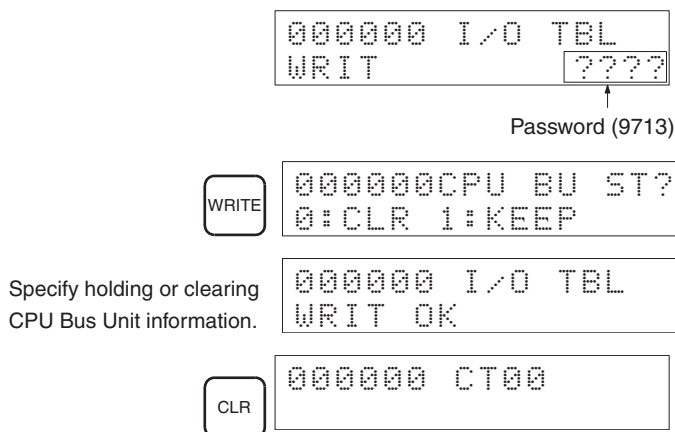 000000 I/O TBL
WRIT ????
Password (9713)
WRITE
000000CPU BU ST?
0:CLR 1:KEEP
Specify holding or clearing
CPU Bus Unit information.
000000 I/O TBL
WRIT OK
CLR
000000 CT00